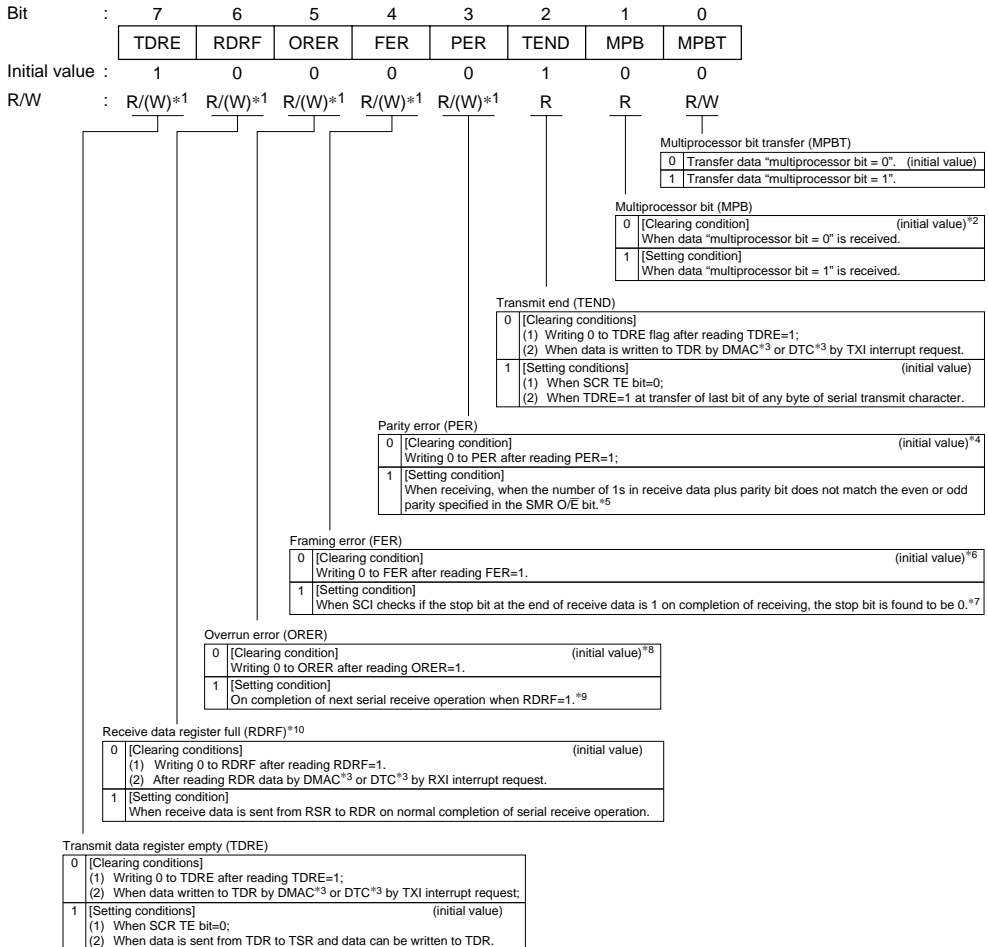 Bit : 7 6 5 4 3 2 1 0
TDRE RDRF ORER FER PER TEND MPB MPBT
Initial value : 1 0 0 0 0 1 0 0
R/W : R/(W)*1 R/(W)*1 R/(W)*1 R/(W)*1 R/(W)*1 R R R/W
Multiprocessor bit transfer (MPBT)
0 Transfer data “multiprocessor bit = 0”. (initial value)
1 Transfer data “multiprocessor bit = 1”.
Multiprocessor bit (MPB)
0 [Clearing condition] (initial value)*2
When data “multiprocessor bit = 0” is received.
1 [Setting condition]
When data “multiprocessor bit = 1” is received.
Transmit end (TEND)
0 [Clearing conditions]
(1) Writing 0 to TDRE flag after reading TDRE=1;
(2) When data is written to TDR by DMAC*3 or DTC*3 by TXI interrupt request.
1 [Setting conditions] (initial value)
(1) When SCR TE bit=0;
(2) When TDRE=1 at transfer of last bit of any byte of serial transmit character.
Parity error (PER)
0 [Clearing condition] (initial value)*4
Writing 0 to PER after reading PER=1;
1 [Setting condition]
When receiving, when the number of 1s in receive data plus parity bit does not match the even or odd
parity specified in the SMR O/E̅ bit.*5
Framing error (FER)
0 [Clearing condition] (initial value)*6
Writing 0 to FER after reading FER=1.
1 [Setting condition]
When SCI checks if the stop bit at the end of receive data is 1 on completion of receiving, the stop bit is found to be 0.*7
Overrun error (ORER)
0 [Clearing condition] (initial value)*8
Writing 0 to ORER after reading ORER=1.
1 [Setting condition]
On completion of next serial receive operation when RDRF=1.*9
Receive data register full (RDRF)*10
0 [Clearing conditions] (initial value)
(1) Writing 0 to RDRF after reading RDRF=1.
(2) After reading RDR data by DMAC*3 or DTC*3 by RXI interrupt request.
1 [Setting condition]
When receive data is sent from RSR to RDR on normal completion of serial receive operation.
Transmit data register empty (TDRE)
0 [Clearing conditions]
(1) Writing 0 to TDRE after reading TDRE=1;
(2) When data written to TDR by DMAC*3 or DTC*3 by TXI interrupt request;
1 [Setting conditions] (initial value)
(1) When SCR TE bit=0;
(2) When data is sent from TDR to TSR and data can be written to TDR.